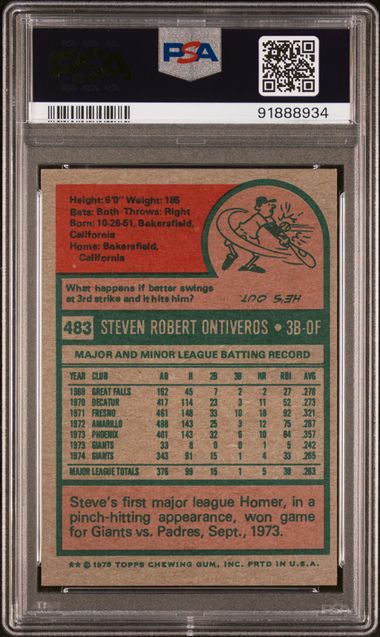 PSA
PSA
91888934
Height: 6'0" Weight: 185
Bats: Both Throws: Right
Born: 10-26-51, Bakersfield,
California
Home: Bakersfield,
California
What happens if batter swings
at 3rd strike and it hits him?
HE'S OUT
483 STEVEN ROBERT ONTIVEROS • 3B-OF
MAJOR AND MINOR LEAGUE BATTING RECORD
YEAR CLUB AB H 2B 3B HR RBI AVG
1969 GREAT FALLS 162 45 7 2 2 27 .278
1970 DECATUR 417 114 23 3 11 52 .273
1971 FRESNO 461 148 33 10 18 92 .321
1972 AMARILLO 498 143 25 3 12 75 .287
1973 PHOENIX 401 143 32 6 10 84 .357
1973 GIANTS 33 8 0 0 1 5 .242
1974 GIANTS 343 91 15 1 4 33 .265
MAJOR LEAGUE TOTALS 376 99 15 1 5 38 .263
Steve's first major league Homer, in a
pinch-hitting appearance, won game
for Giants vs. Padres, Sept., 1973.
** © 1975 TOPPS CHEWING GUM, INC. PRTD IN U.S.A.